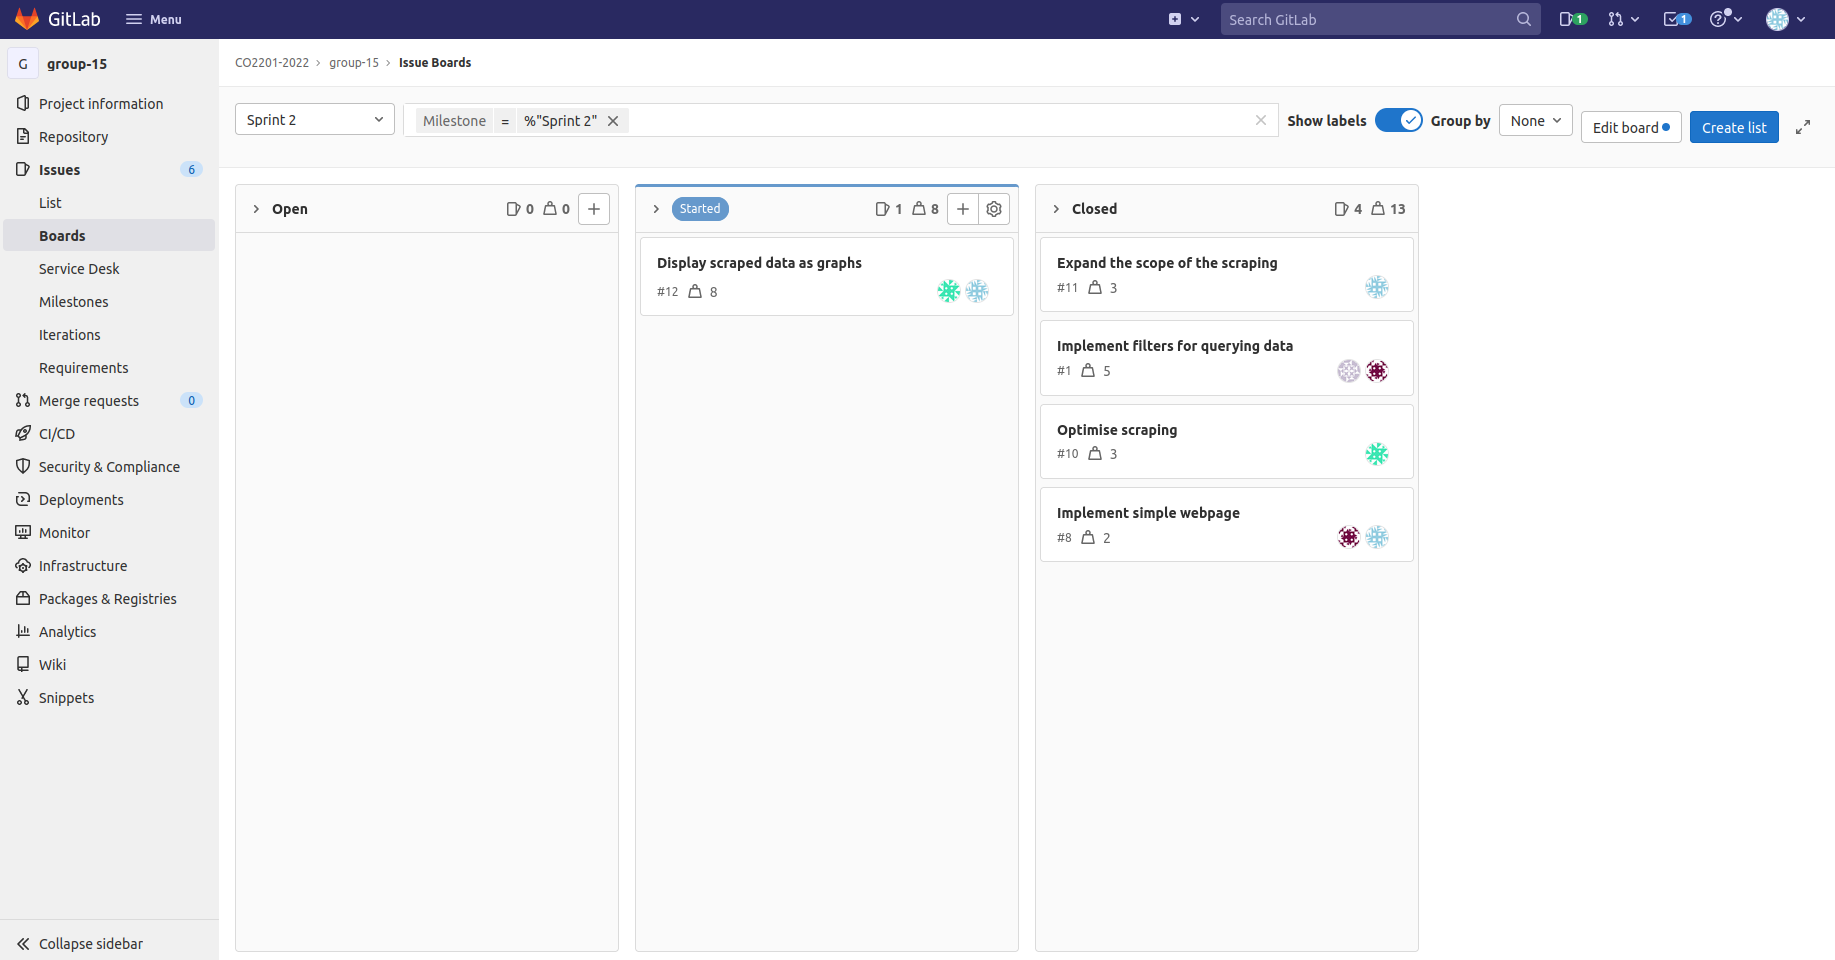 GitLab
Menu
Search GitLab
1
1
G
group-15
Project information
Repository
Issues 6
List
Boards
Service Desk
Milestones
Iterations
Requirements
Merge requests 0
CI/CD
Security & Compliance
Deployments
Monitor
Infrastructure
Packages & Registries
Analytics
Wiki
Snippets
Collapse sidebar
CO2201-2022 › group-15 › Issue Boards
Sprint 2
Milestone = %"Sprint 2"
Show labels
Group by
None
Edit board
Create list
Open 0 0
Started 1 8
Display scraped data as graphs
#12 8
Closed 4 13
Expand the scope of the scraping
#11 3
Implement filters for querying data
#1 5
Optimise scraping
#10 3
Implement simple webpage
#8 2